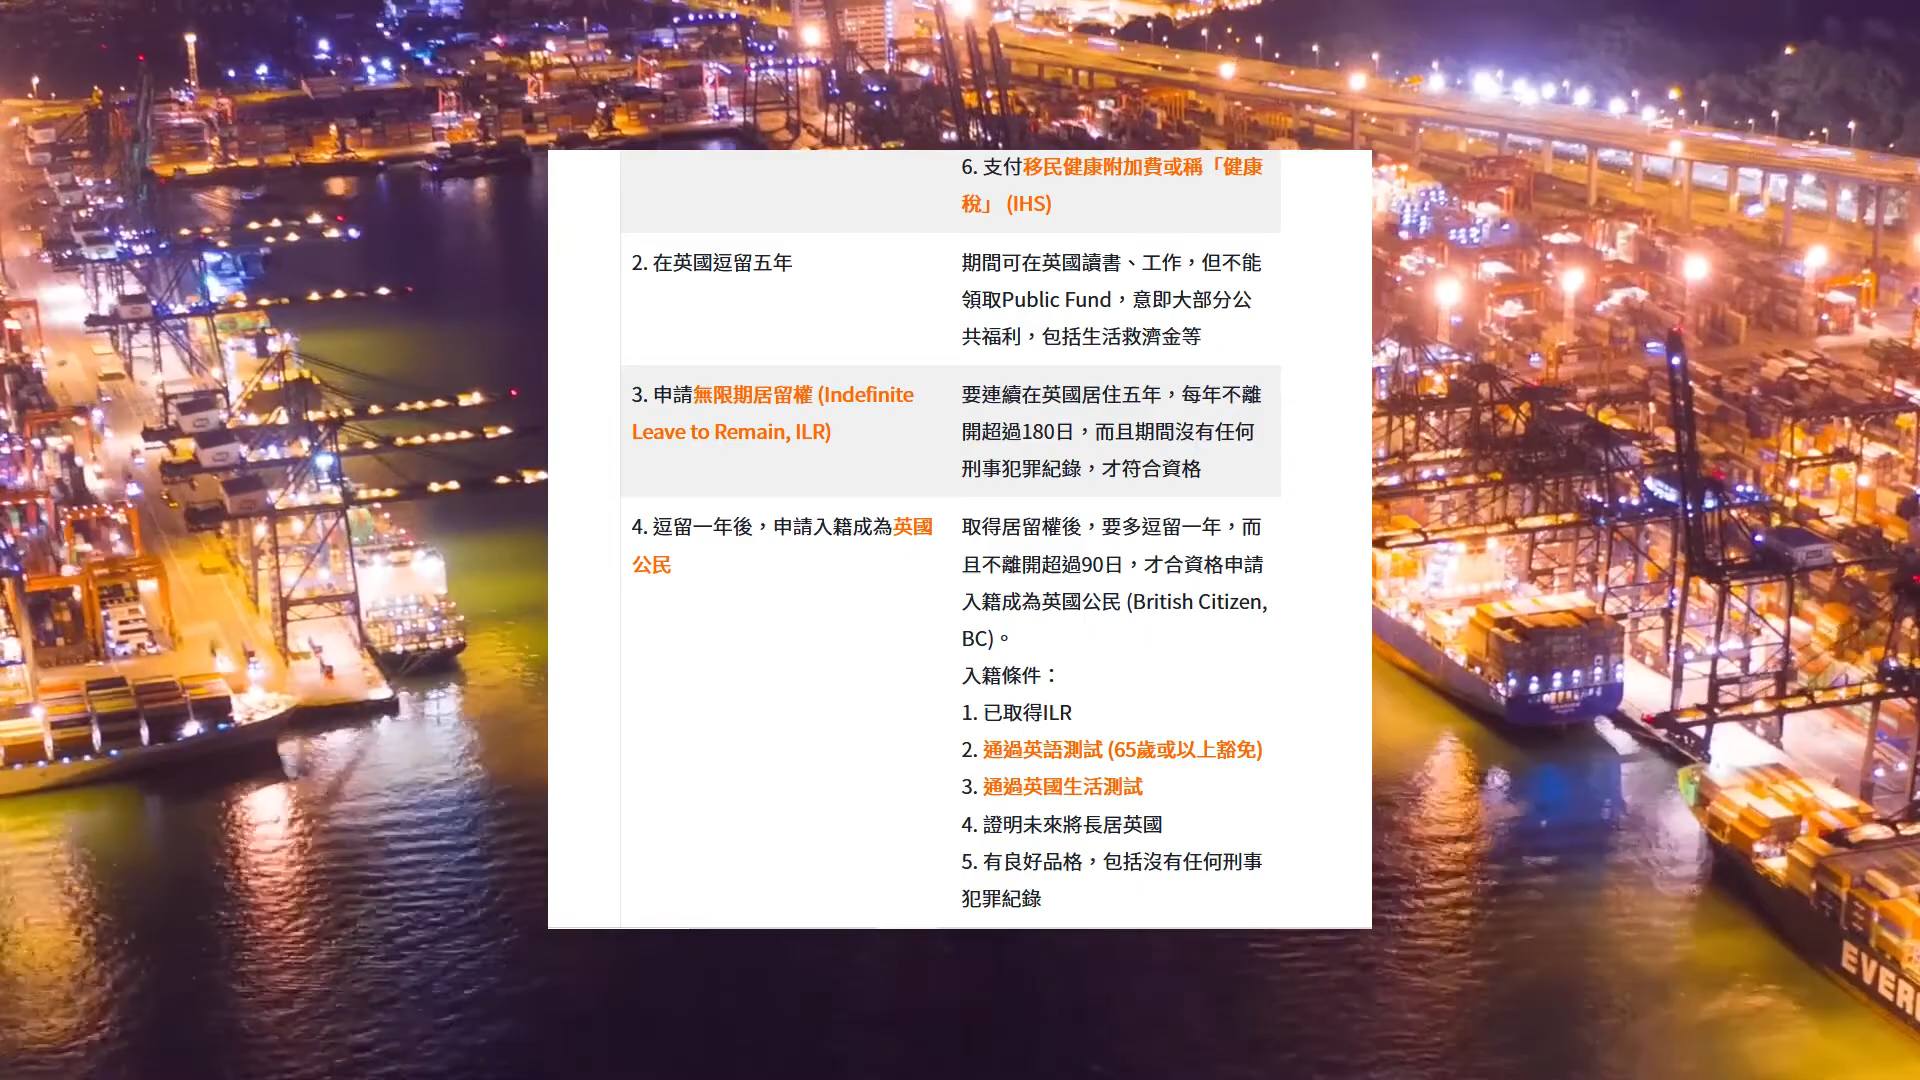 6. 支付移民健康附加費或稱「健康
稅」 (IHS)
2. 在英國逗留五年
期間可在英國讀書、工作，但不能
領取Public Fund，意即大部分公
共福利，包括生活救濟金等
3. 申請無限期居留權 (Indefinite
Leave to Remain, ILR)
要連續在英國居住五年，每年不離
開超過180日，而且期間沒有任何
刑事犯罪紀錄，才符合資格
4. 逗留一年後，申請入籍成為英國
公民
取得居留權後，要多逗留一年，而
且不離開超過90日，才合資格申請
入籍成為英國公民 (British Citizen,
BC)。
入籍條件：
1. 已取得ILR
2. 通過英語測試 (65歲或以上豁免)
3. 通過英國生活測試
4. 證明未來將長居英國
5. 有良好品格，包括沒有任何刑事
犯罪紀錄
EVER